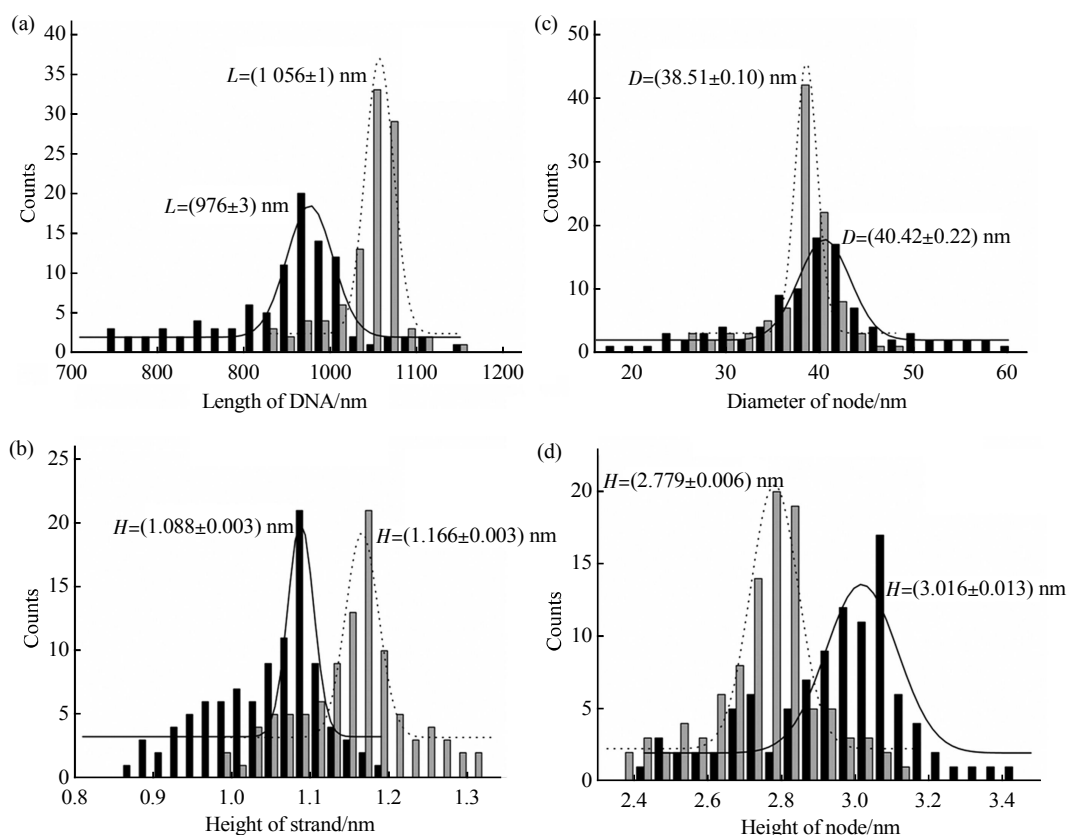 (a)
40
35
30
25
20
15
10
5
0
Counts
L=(1 056±1) nm
L=(976±3) nm
700 800 900 1000 1100 1200
Length of DNA/nm
(c)
50
40
30
20
10
0
Counts
D=(38.51±0.10) nm
D=(40.42±0.22) nm
20 30 40 50 60
Diameter of node/nm
(b)
25
20
15
10
5
0
Counts
H=(1.088±0.003) nm
H=(1.166±0.003) nm
0.8 0.9 1.0 1.1 1.2 1.3
Height of strand/nm
(d)
20
15
10
5
0
Counts
H=(2.779±0.006) nm
H=(3.016±0.013) nm
2.4 2.6 2.8 3.0 3.2 3.4
Height of node/nm